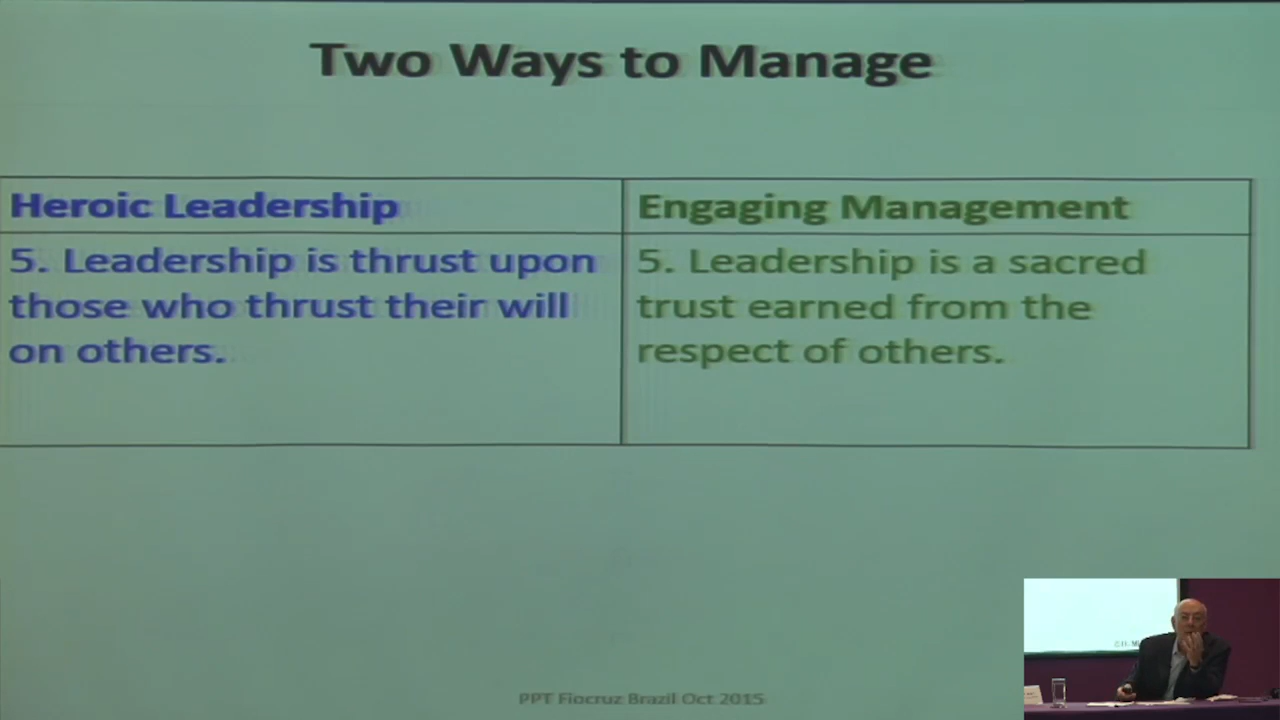 Two Ways to Manage
Heroic Leadership
Engaging Management
5. Leadership is thrust upon
those who thrust their will
on others.
5. Leadership is a sacred
trust earned from the
respect of others.
PPT Fiocruz Brazil Oct 2015